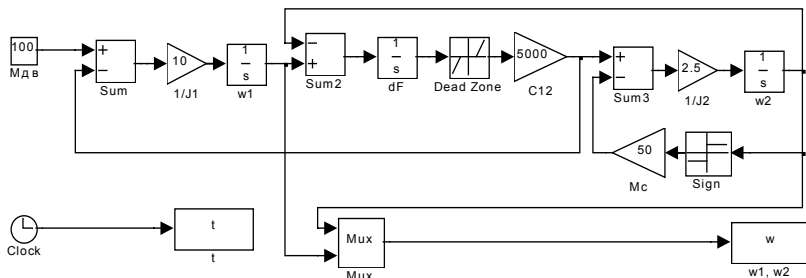 100
Мдв
+
−
Sum
10
1/J1
1
s
w1
−
+
Sum2
1
s
dF
Dead Zone
5000
C12
+
−
Sum3
2.5
1/J2
1
s
w2
50
Mc
Sign
Clock
t
t
Mux
Mux
w
w1, w2